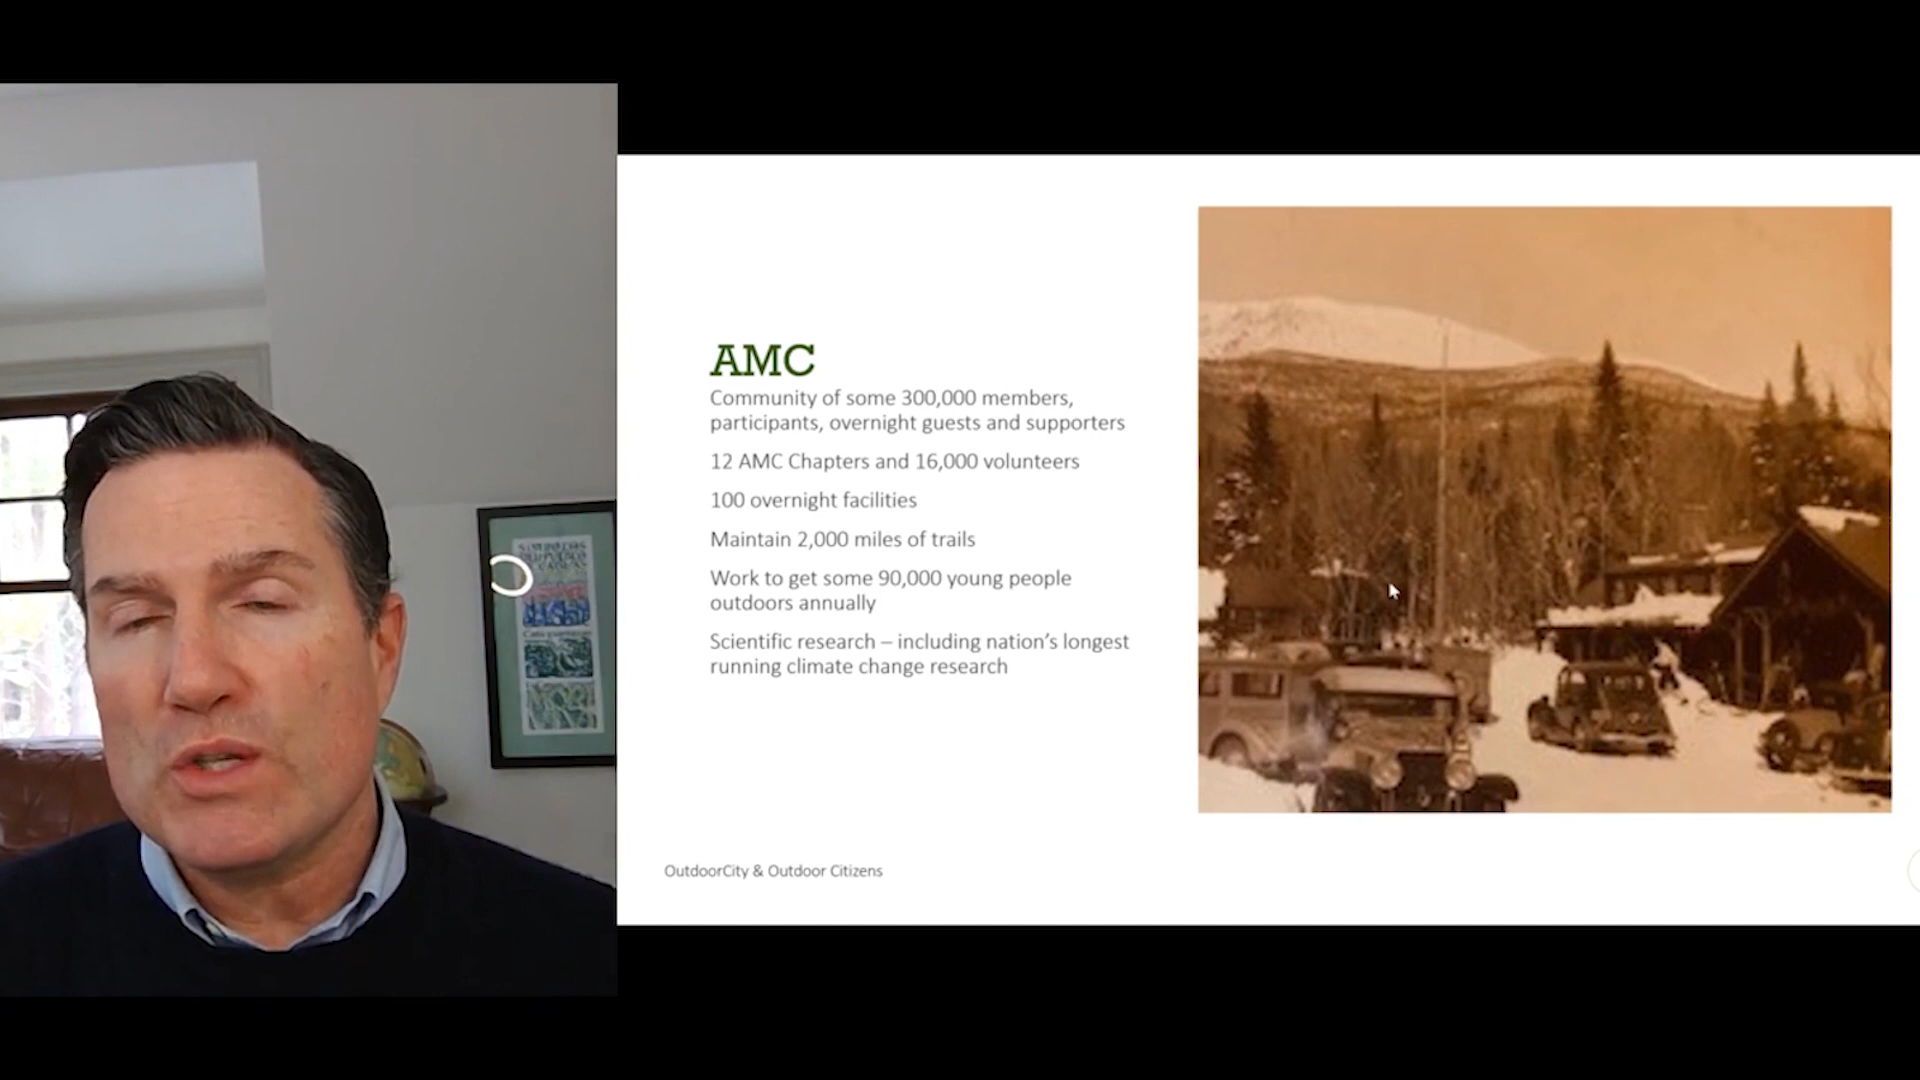 AMC
Community of some 300,000 members,
participants, overnight guests and supporters
12 AMC Chapters and 16,000 volunteers
100 overnight facilities
Maintain 2,000 miles of trails
Work to get some 90,000 young people
outdoors annually
Scientific research – including nation's longest
running climate change research
OutdoorCity & Outdoor Citizens